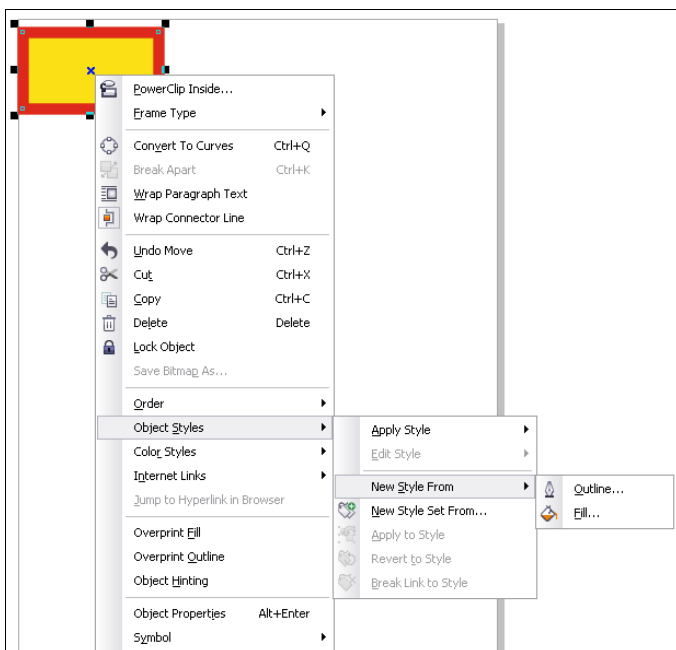 PowerClip Inside...
Frame Type
Convert To Curves Ctrl+Q
Break Apart Ctrl+K
Wrap Paragraph Text
Wrap Connector Line
Undo Move Ctrl+Z
Cut Ctrl+X
Copy Ctrl+C
Delete Delete
Lock Object
Save Bitmap As...
Order
Object Styles
Color Styles
Internet Links
Jump to Hyperlink in Browser
Overprint Fill
Overprint Outline
Object Hinting
Object Properties Alt+Enter
Symbol
Apply Style
Edit Style
New Style From
New Style Set From...
Apply to Style
Revert to Style
Break Link to Style
Outline...
Fill...